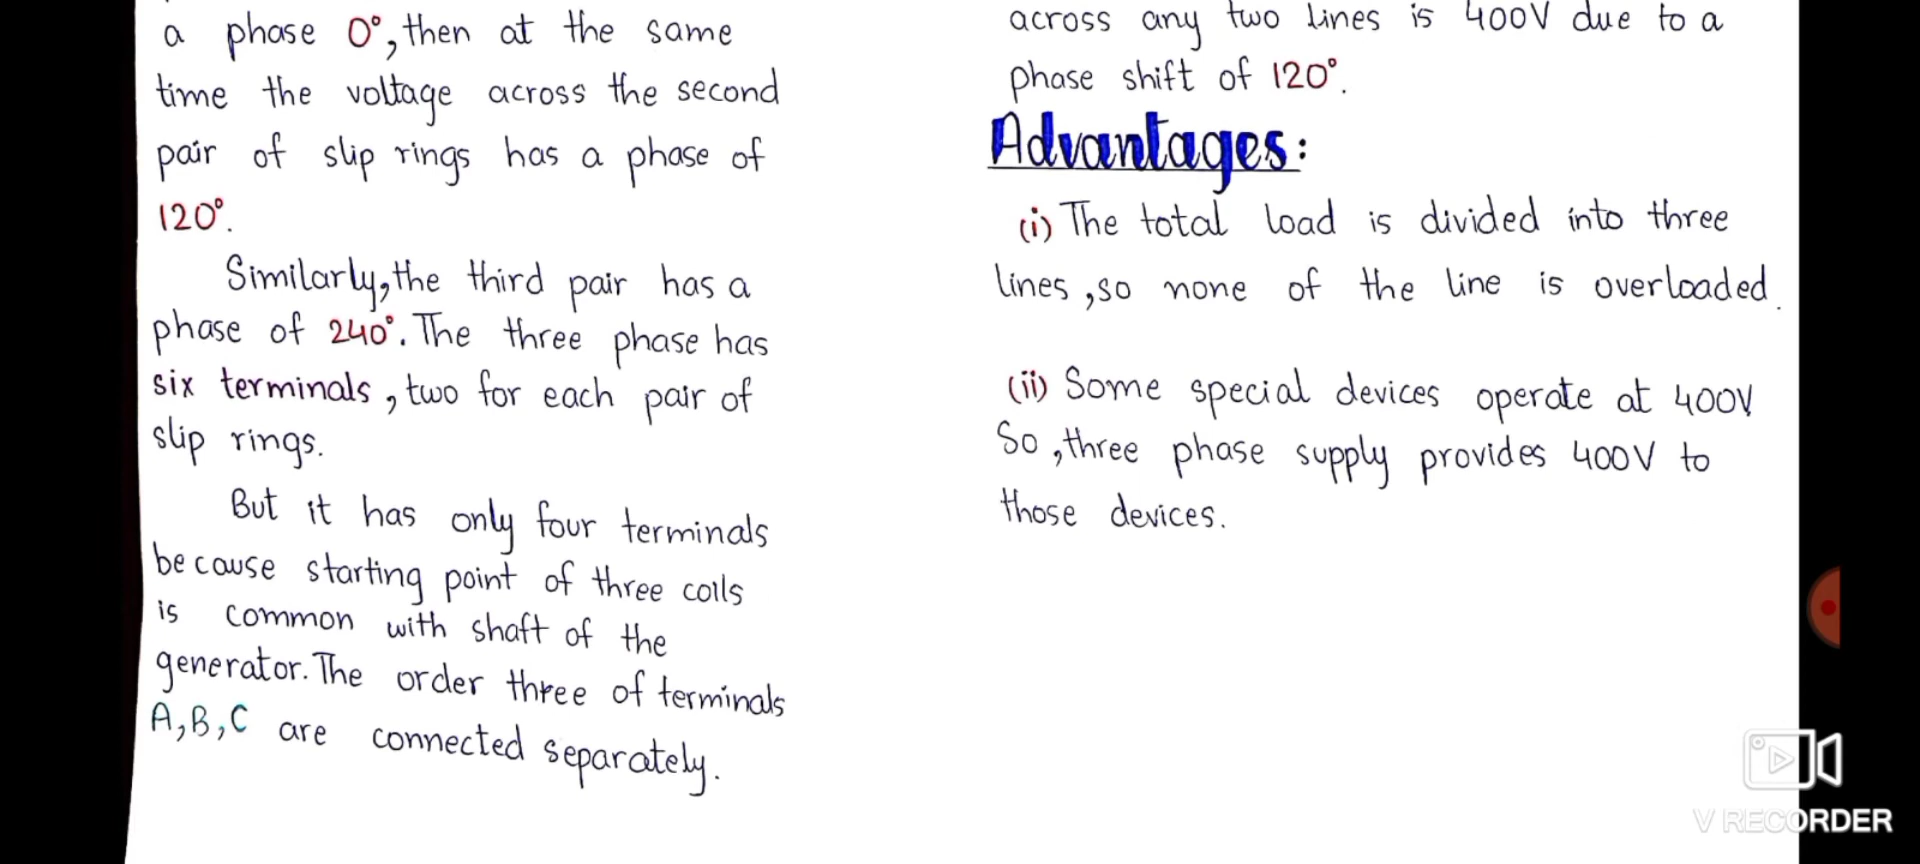 a phase 0°, then at the same
time the voltage across the second
pair of slip rings has a phase of
120°.
Similarly, the third pair has a
phase of 240°. The three phase has
six terminals, two for each pair of
slip rings.
But it has only four terminals
because starting point of three coils
is common with shaft of the
generator. The order three of terminals
A, B, C are connected separately.
across any two lines is 400V due to a
phase shift of 120°.
Advantages:
(i) The total load is divided into three
lines, so none of the line is overloaded.
(ii) Some special devices operate at 400V
So, three phase supply provides 400V to
those devices.
V RECORDER